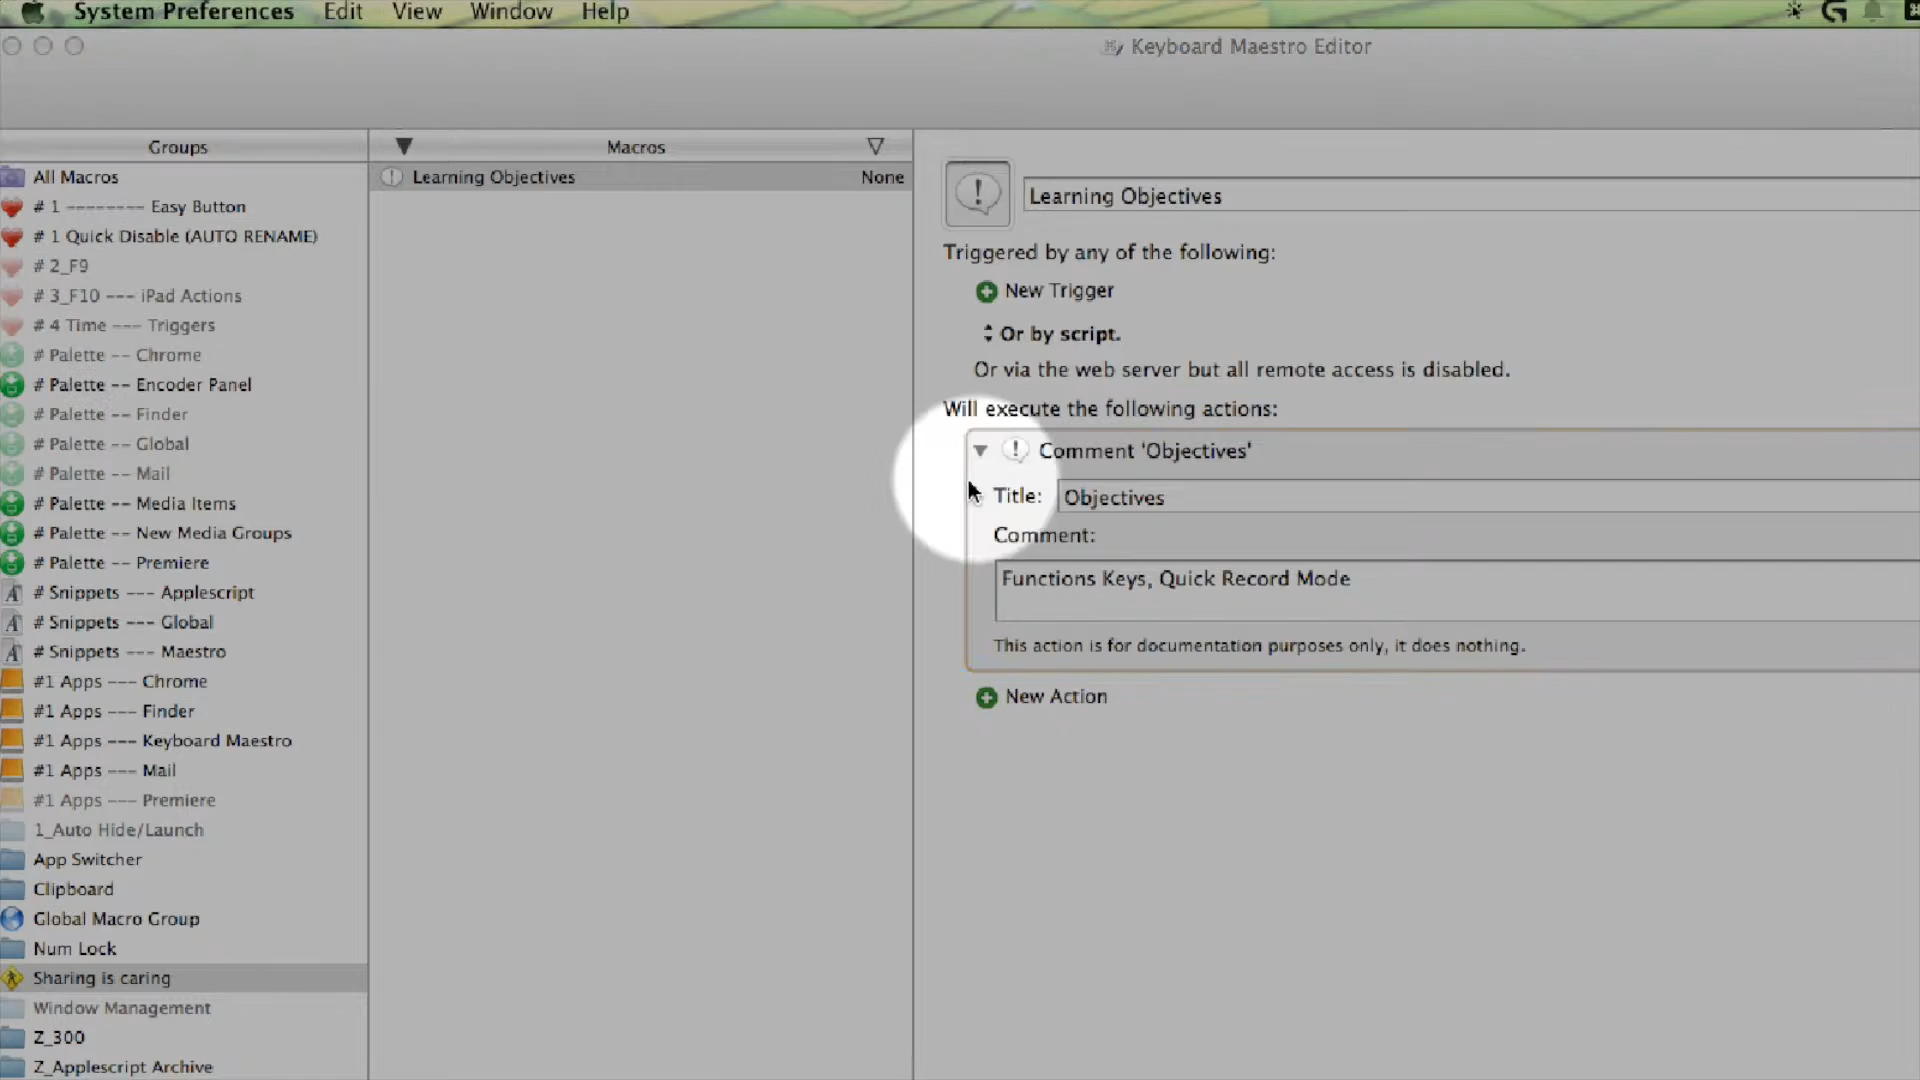 System Preferences Edit View Window Help
Keyboard Maestro Editor
Groups
All Macros
# 1 -------- Easy Button
# 1 Quick Disable (AUTO RENAME)
# 2_F9
# 3_F10 --- iPad Actions
# 4 Time --- Triggers
# Palette -- Chrome
# Palette -- Encoder Panel
# Palette -- Finder
# Palette -- Global
# Palette -- Mail
# Palette -- Media Items
# Palette -- New Media Groups
# Palette -- Premiere
# Snippets --- Applescript
# Snippets --- Global
# Snippets --- Maestro
#1 Apps --- Chrome
#1 Apps --- Finder
#1 Apps --- Keyboard Maestro
#1 Apps --- Mail
#1 Apps --- Premiere
1_Auto Hide/Launch
App Switcher
Clipboard
Global Macro Group
Num Lock
Sharing is caring
Window Management
Z_300
Z_Applescript Archive
Macros
Learning Objectives None
Learning Objectives
Triggered by any of the following:
New Trigger
Or by script.
Or via the web server but all remote access is disabled.
Will execute the following actions:
Comment 'Objectives'
Title: Objectives
Comment:
Functions Keys, Quick Record Mode
This action is for documentation purposes only, it does nothing.
New Action